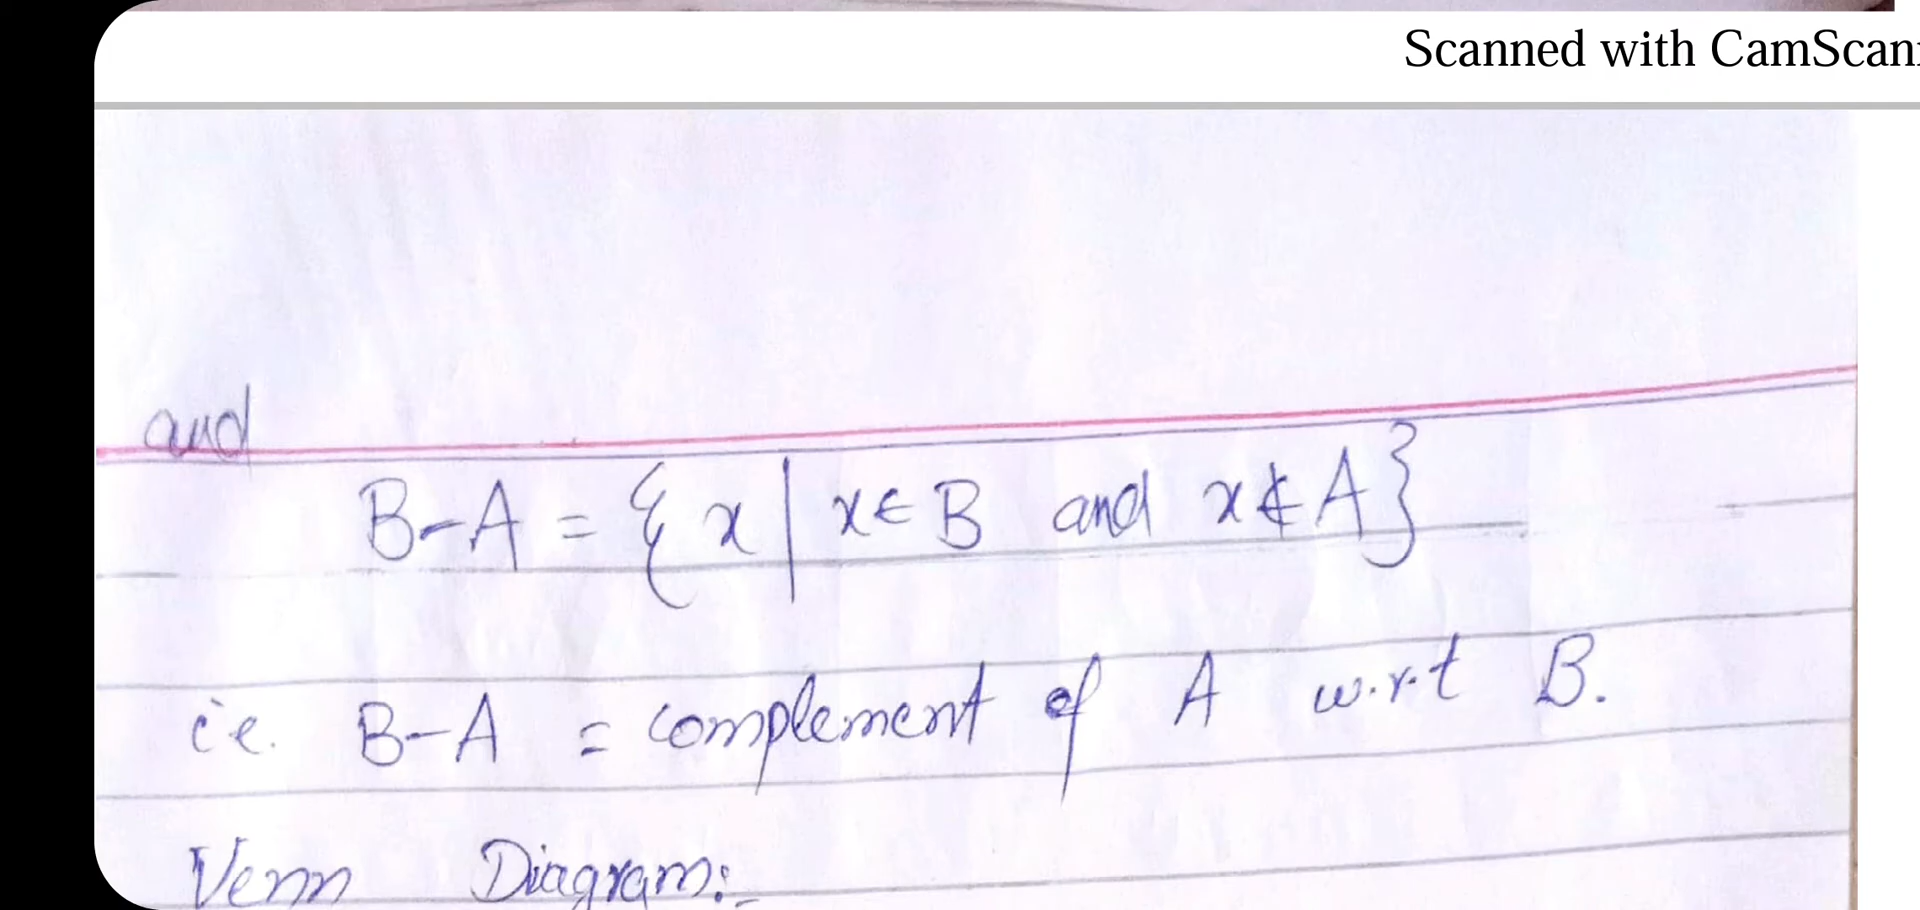 Scanned with CamScan
and
B-A = { x | x ∈ B and x ∉ A }
i.e. B-A = complement of A w.r.t B.
Venn Diagram:-